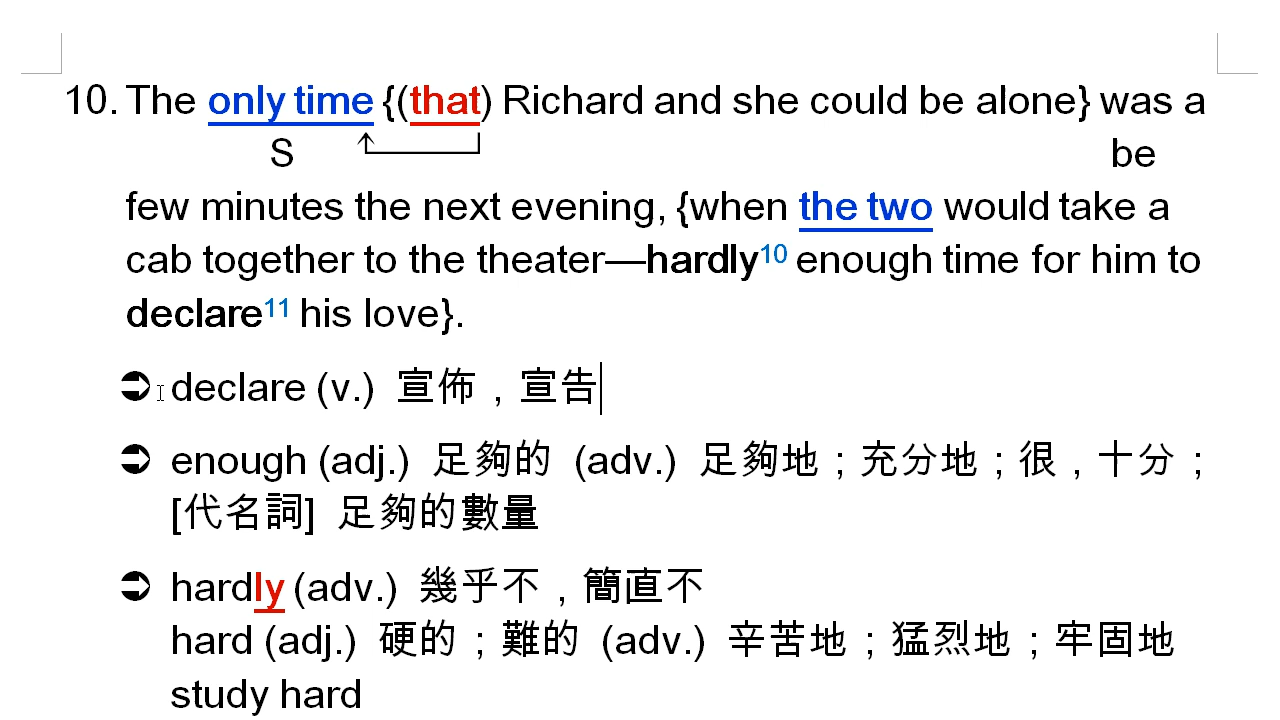 10. The only time {(that) Richard and she could be alone} was a
S be
few minutes the next evening, {when the two would take a
cab together to the theater—hardly10 enough time for him to
declare11 his love}.
➲ declare (v.) 宣佈，宣告
➲ enough (adj.) 足夠的 (adv.) 足夠地；充分地；很，十分；
[代名詞] 足夠的數量
➲ hardly (adv.) 幾乎不，簡直不
hard (adj.) 硬的；難的 (adv.) 辛苦地；猛烈地；牢固地
study hard